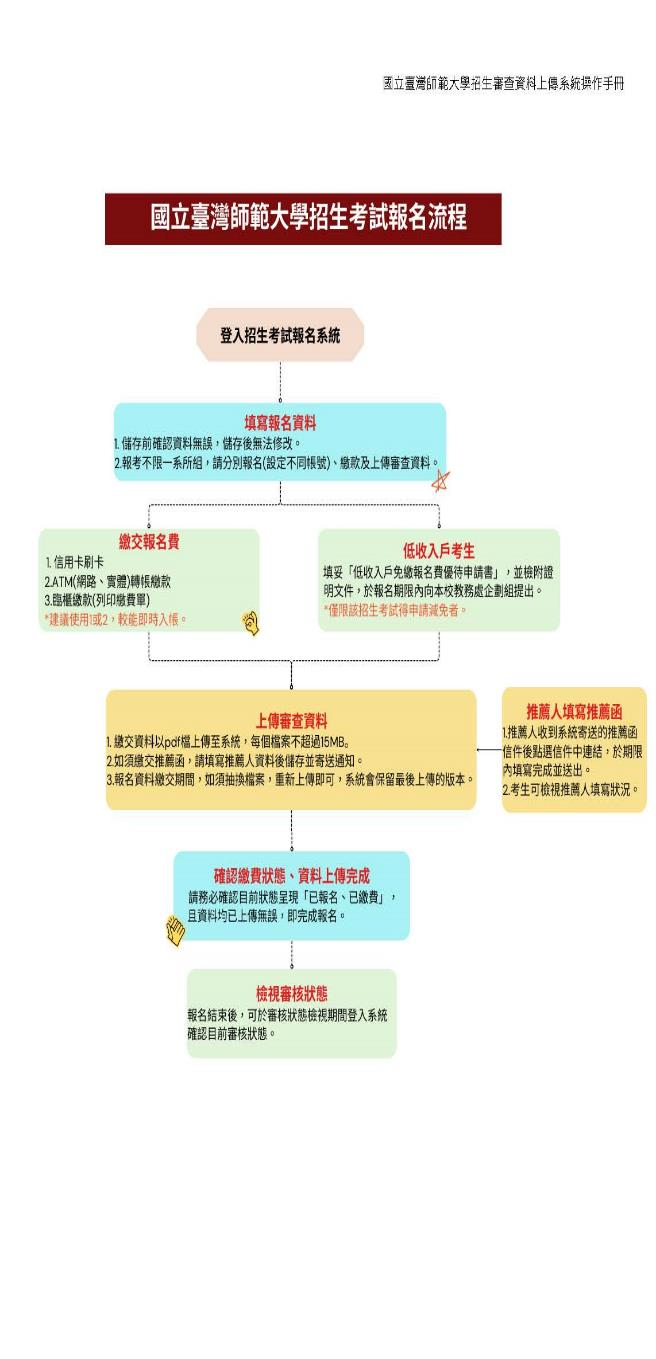 國立臺灣師範大學招生審查資料上傳系統操作手冊
國立臺灣師範大學招生考試報名流程
登入招生考試報名系統
填寫報名資料
1. 儲存前確認資料無誤，儲存後無法修改。
2.報考不限一系所組，請分別報名(設定不同帳號)、繳款及上傳審查資料。
繳交報名費
1. 信用卡刷卡
2.ATM(網路、實體)轉帳繳款
3.臨櫃繳款(列印繳費單)
*建議使用1或2，較能即時入帳。
低收入戶考生
填妥「低收入戶免繳報名費優待申請書」，並檢附證
明文件，於報名期限內向本校教務處企劃組提出。
*僅限該招生考試得申請減免者。
上傳審查資料
1. 繳交資料以pdf檔上傳至系統，每個檔案不超過15MB。
2.如須繳交推薦函，請填寫推薦人資料後儲存並寄送通知。
3.報名資料繳交期間，如須抽換檔案，重新上傳即可，系統會保留最後上傳的版本。
推薦人填寫推薦函
1.推薦人收到系統寄送的推薦函
信件後點選信件中連結，於期限
內填寫完成並送出。
2.考生可檢視推薦人填寫狀況。
確認繳費狀態、資料上傳完成
請務必確認目前狀態呈現「已報名、已繳費」，
且資料均已上傳無誤，即完成報名。
檢視審核狀態
報名結束後，可於審核狀態檢視期間登入系統
確認目前審核狀態。